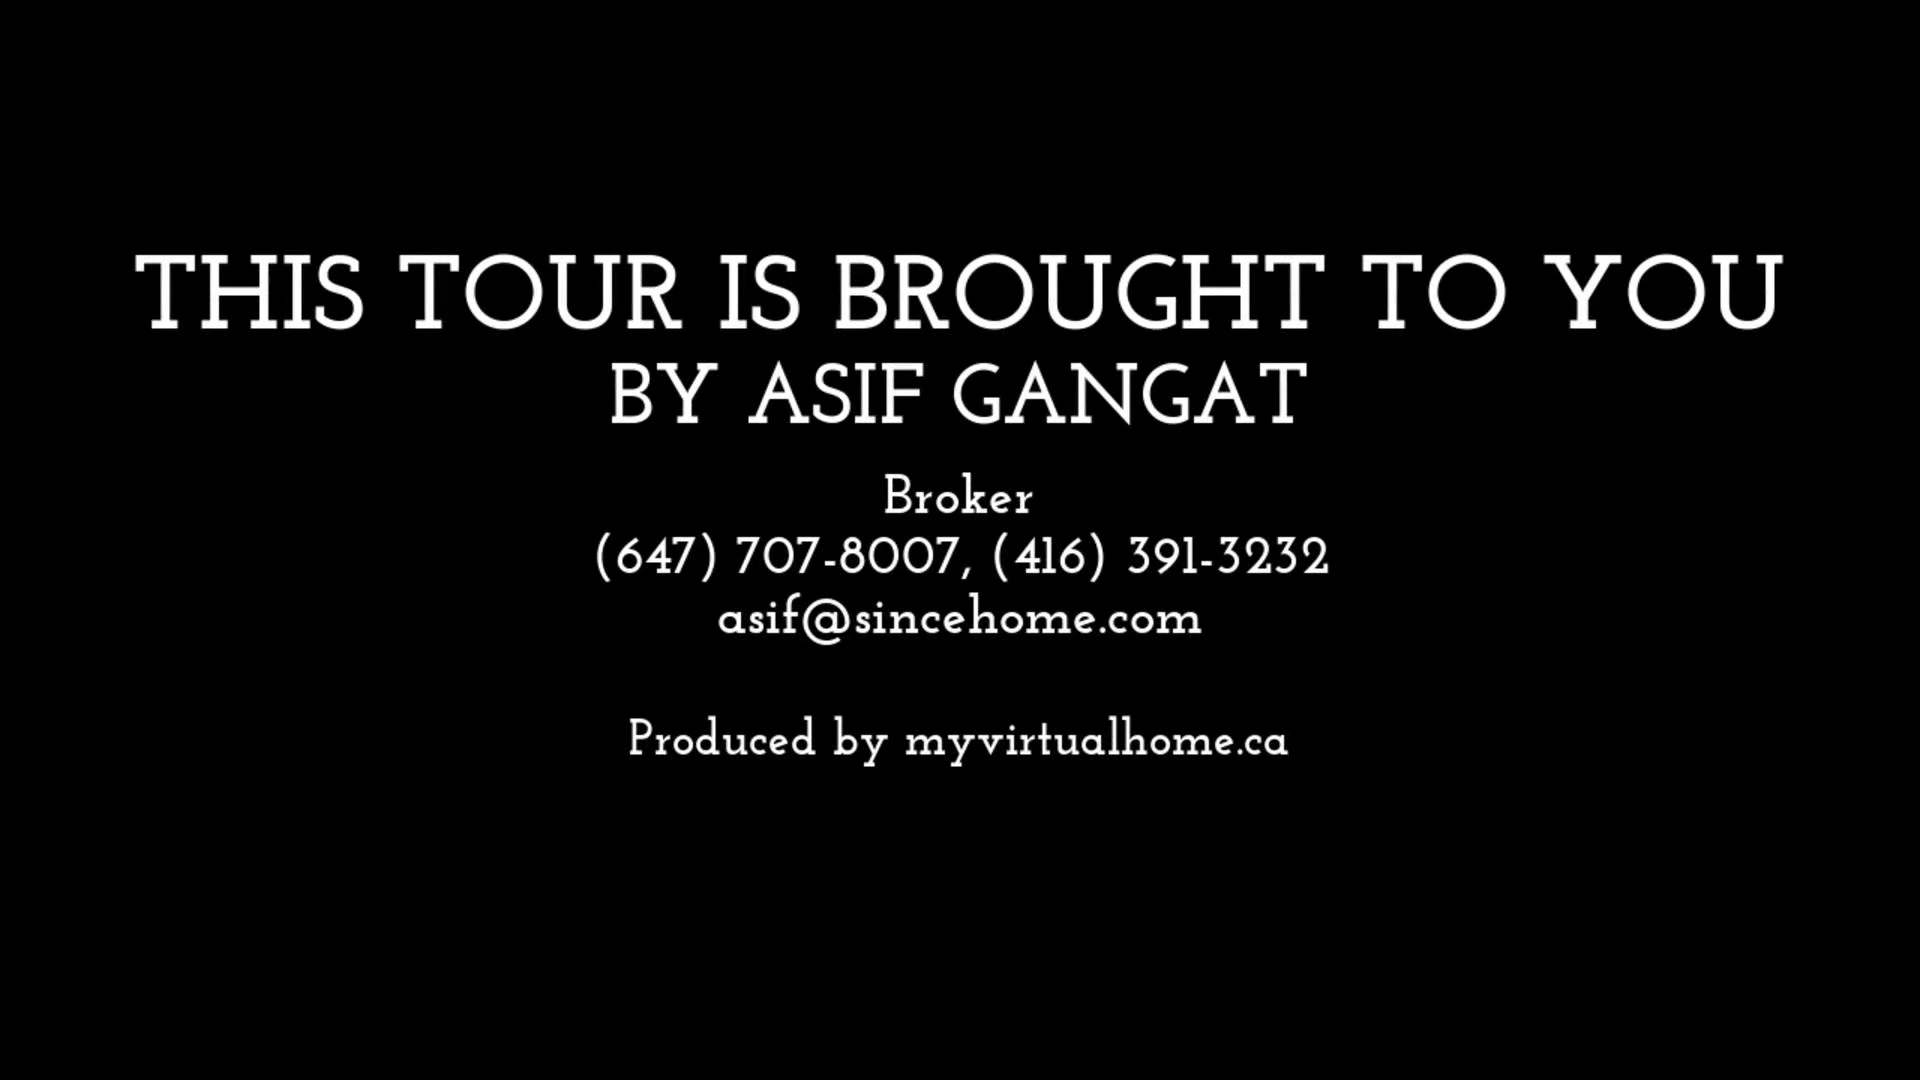 THIS TOUR IS BROUGHT TO YOU
BY ASIF GANGAT
Broker
(647) 707-8007, (416) 391-3232
asif@sincehome.com
Produced by myvirtualhome.ca